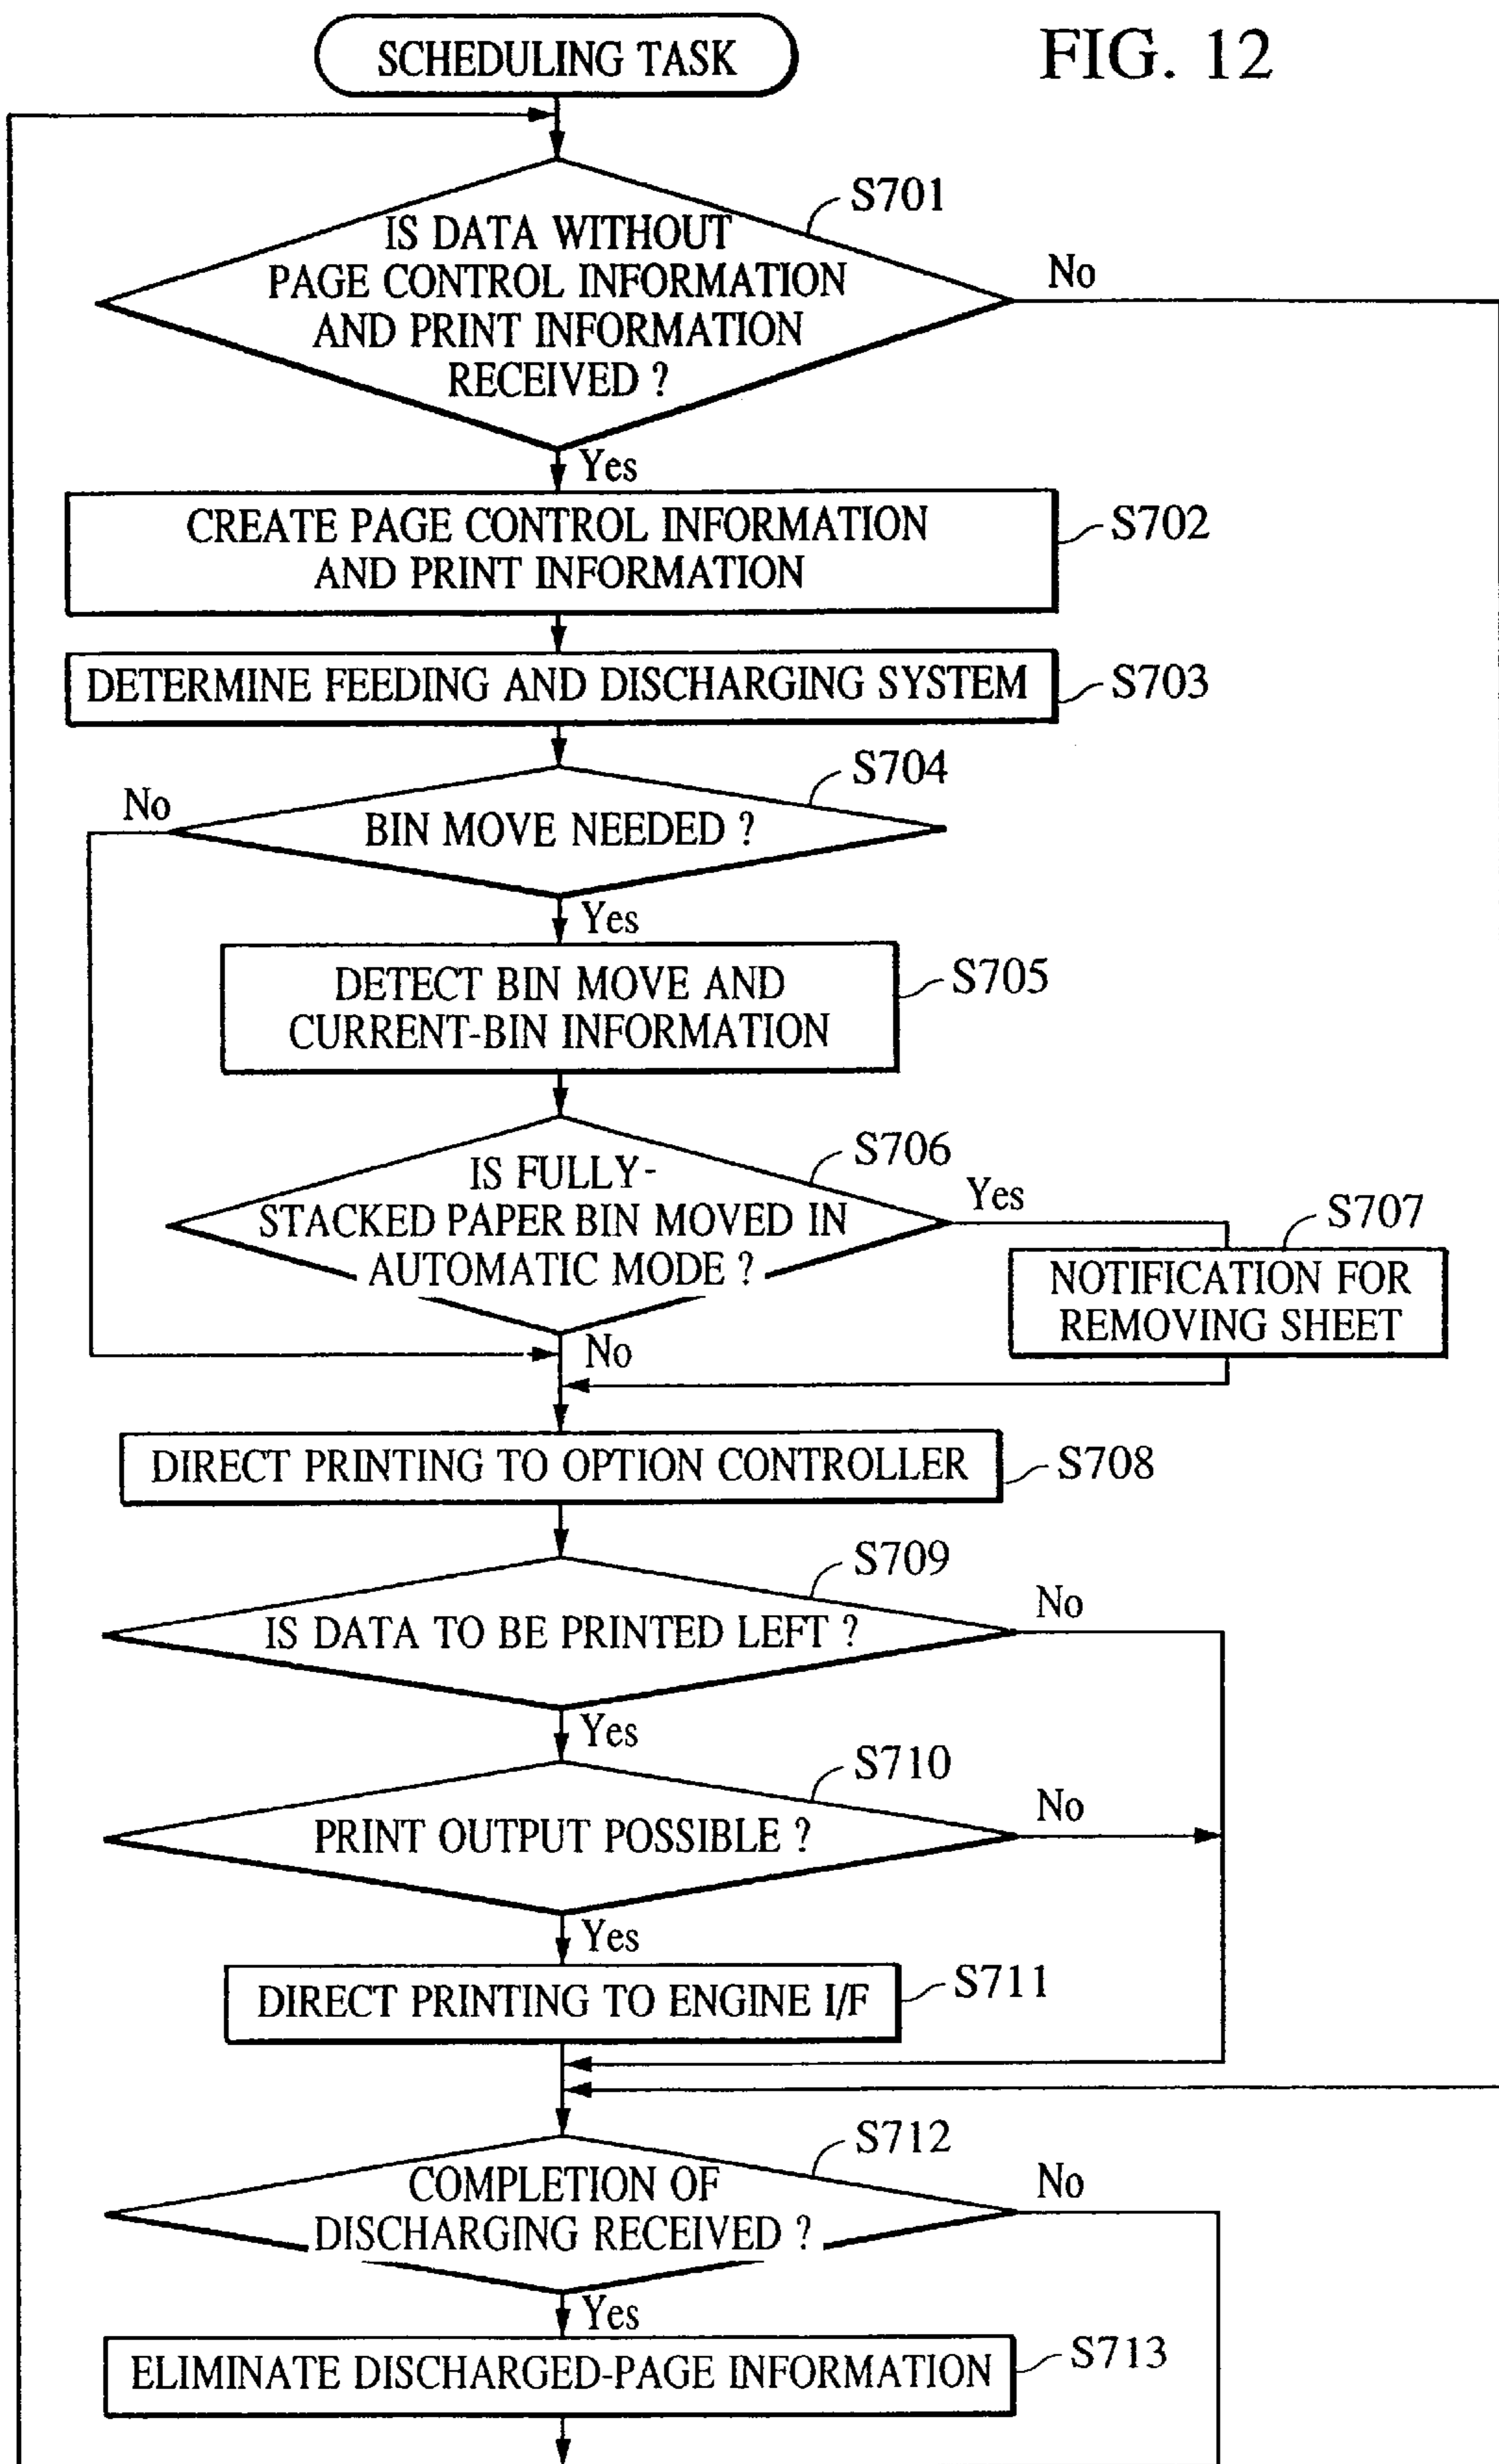 SCHEDULING TASK
FIG. 12
S701
IS DATA WITHOUT
PAGE CONTROL INFORMATION
AND PRINT INFORMATION
RECEIVED ?
No
Yes
CREATE PAGE CONTROL INFORMATION
AND PRINT INFORMATION
S702
DETERMINE FEEDING AND DISCHARGING SYSTEM
S703
S704
No
BIN MOVE NEEDED ?
Yes
DETECT BIN MOVE AND
CURRENT-BIN INFORMATION
S705
S706
IS FULLY-
STACKED PAPER BIN MOVED IN
AUTOMATIC MODE ?
Yes
S707
NOTIFICATION FOR
REMOVING SHEET
No
DIRECT PRINTING TO OPTION CONTROLLER
S708
S709
IS DATA TO BE PRINTED LEFT ?
No
Yes
S710
PRINT OUTPUT POSSIBLE ?
No
Yes
DIRECT PRINTING TO ENGINE I/F
S711
S712
COMPLETION OF
DISCHARGING RECEIVED ?
No
Yes
ELIMINATE DISCHARGED-PAGE INFORMATION
S713